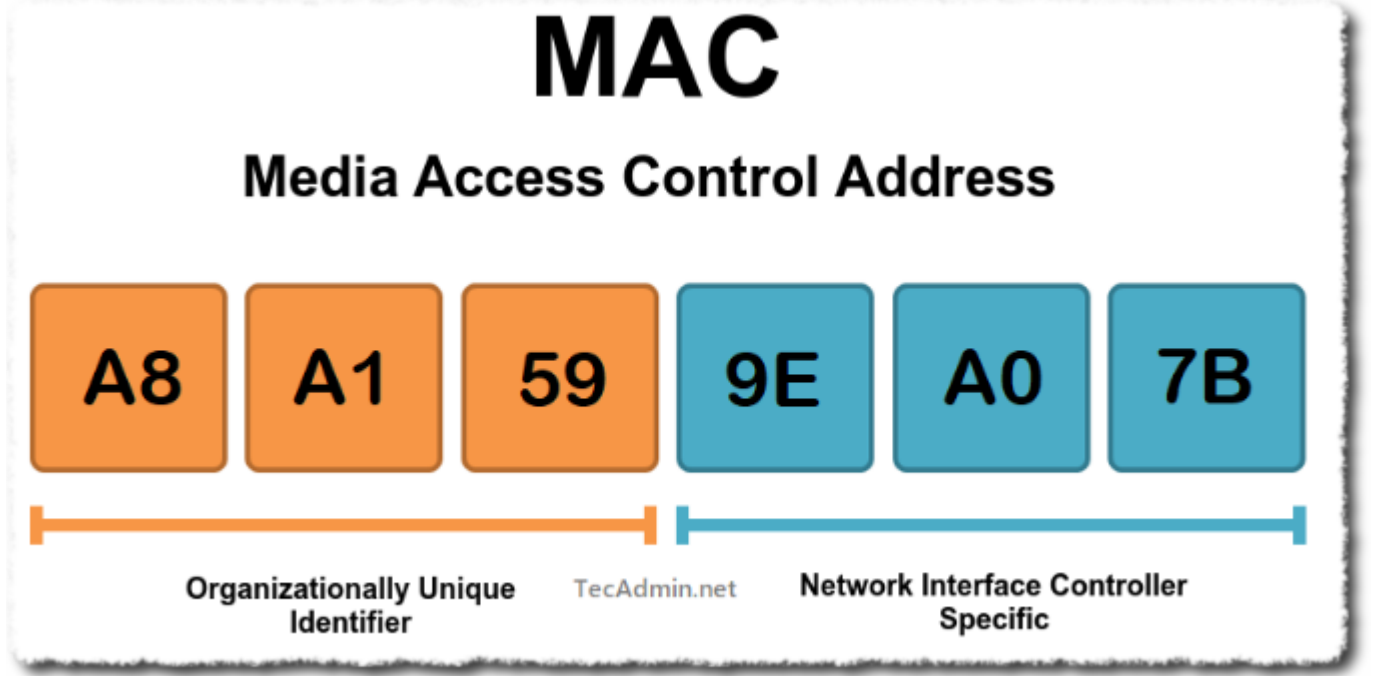 MAC
Media Access Control Address
A8 A1 59 9E A0 7B
Organizationally Unique
Identifier
TecAdmin.net
Network Interface Controller
Specific